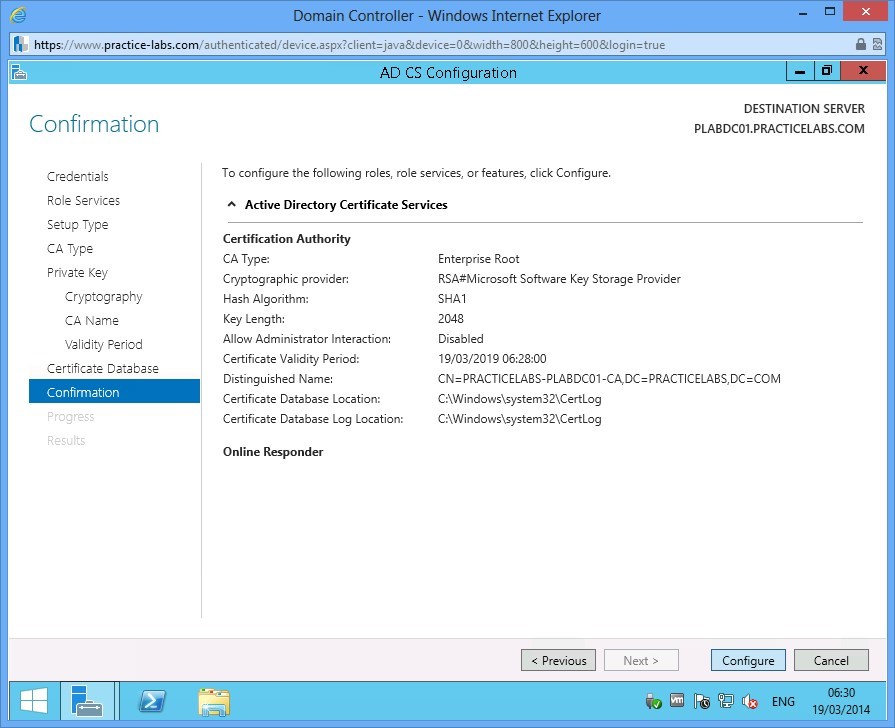 Domain Controller - Windows Internet Explorer
https://www.practice-labs.com/authenticated/device.aspx?client=java&device=0&width=800&height=600&login=true
AD CS Configuration
Confirmation
DESTINATION SERVER
PLABDC01.PRACTICELABS.COM
Credentials
Role Services
Setup Type
CA Type
Private Key
Cryptography
CA Name
Validity Period
Certificate Database
Confirmation
Progress
Results
To configure the following roles, role services, or features, click Configure.
Active Directory Certificate Services
Certification Authority
CA Type: Enterprise Root
Cryptographic provider: RSA#Microsoft Software Key Storage Provider
Hash Algorithm: SHA1
Key Length: 2048
Allow Administrator Interaction: Disabled
Certificate Validity Period: 19/03/2019 06:28:00
Distinguished Name: CN=PRACTICELABS-PLABDC01-CA,DC=PRACTICELABS,DC=COM
Certificate Database Location: C:\Windows\system32\CertLog
Certificate Database Log Location: C:\Windows\system32\CertLog
Online Responder
< Previous Next > Configure Cancel
ENG
06:30
19/03/2014